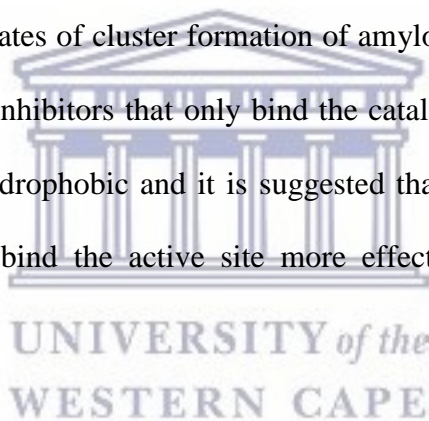 ates of cluster formation of amylo
nhibitors that only bind the catal
drophobic and it is suggested tha
bind the active site more effect
UNIVERSITY of the
WESTERN CAPE